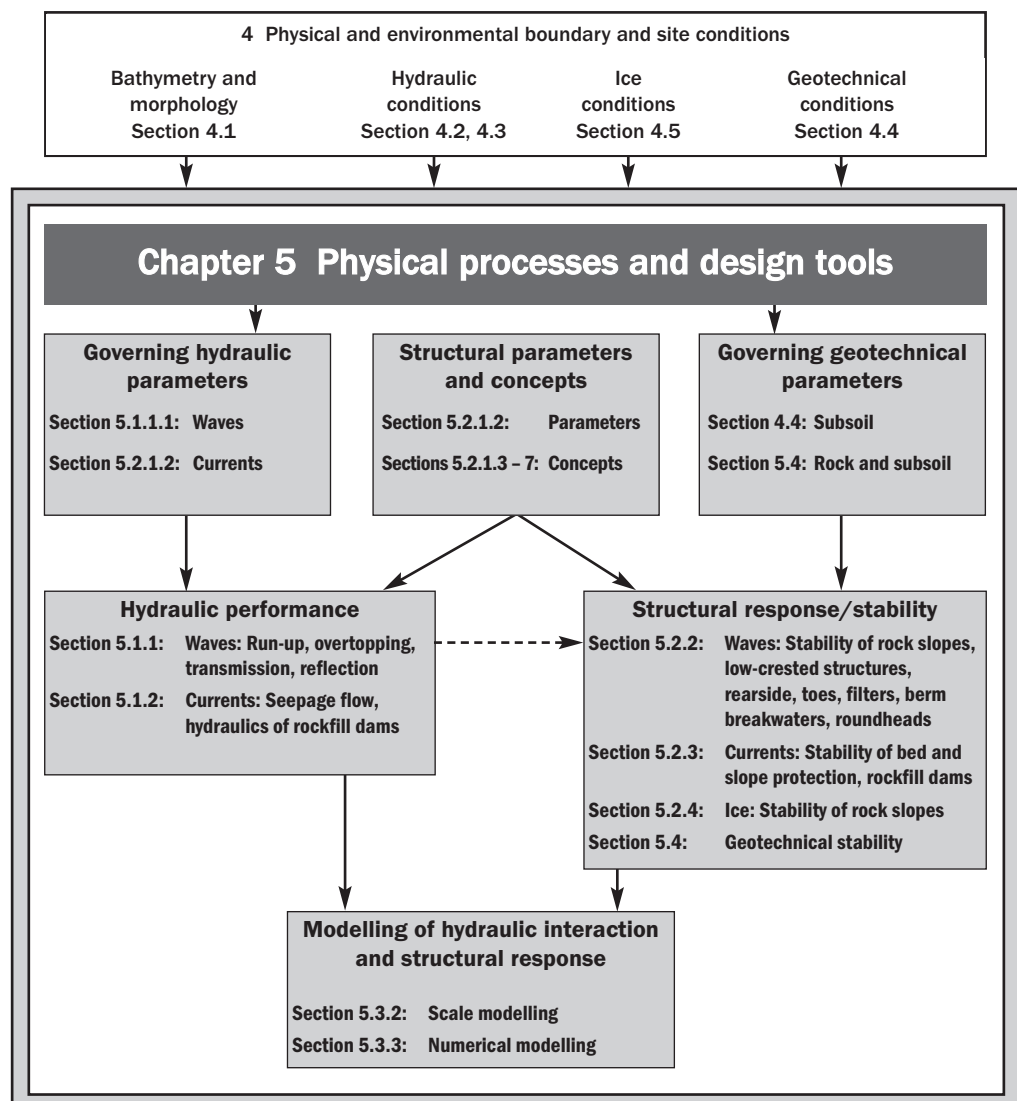 4 Physical and environmental boundary and site conditions
Bathymetry and
morphology
Section 4.1
Hydraulic
conditions
Section 4.2, 4.3
Ice
conditions
Section 4.5
Geotechnical
conditions
Section 4.4
Chapter 5 Physical processes and design tools
Governing hydraulic
parameters
Section 5.1.1.1: Waves
Section 5.2.1.2: Currents
Structural parameters
and concepts
Section 5.2.1.2: Parameters
Sections 5.2.1.3 – 7: Concepts
Governing geotechnical
parameters
Section 4.4: Subsoil
Section 5.4: Rock and subsoil
Hydraulic performance
Section 5.1.1: Waves: Run-up, overtopping,
transmission, reflection
Section 5.1.2: Currents: Seepage flow,
hydraulics of rockfill dams
Structural response/stability
Section 5.2.2: Waves: Stability of rock slopes,
low-crested structures,
rearside, toes, filters, berm
breakwaters, roundheads
Section 5.2.3: Currents: Stability of bed and
slope protection, rockfill dams
Section 5.2.4: Ice: Stability of rock slopes
Section 5.4: Geotechnical stability
Modelling of hydraulic interaction
and structural response
Section 5.3.2: Scale modelling
Section 5.3.3: Numerical modelling